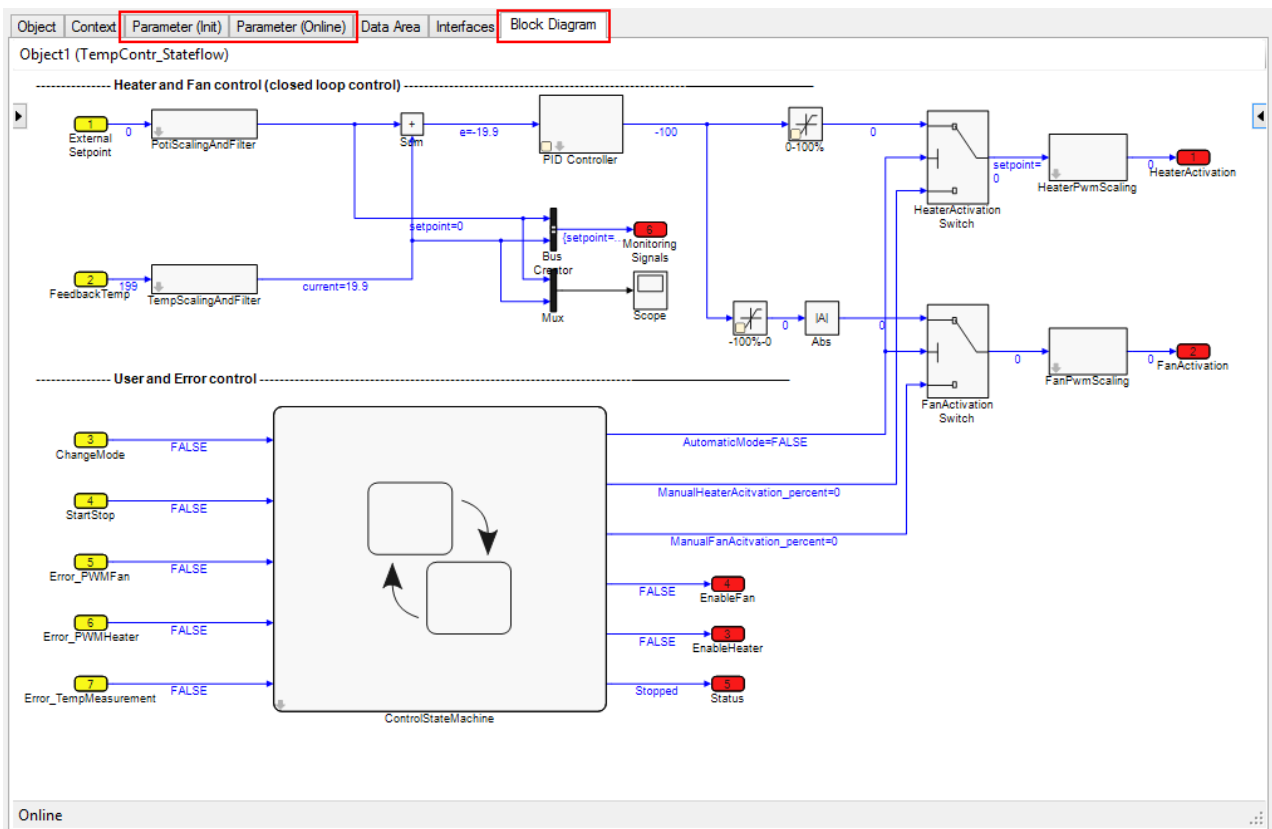 Object Context Parameter (Init) Parameter (Online) Data Area Interfaces Block Diagram
Object1 (TempContr_Stateflow)
--------------- Heater and Fan control (closed loop control) ---------------
1
External
Setpoint
0
PotiScalingAndFilter
+
Sum
e=-19.9
PID Controller
-100
0-100%
0
HeaterActivation
Switch
setpoint=
0
HeaterPwmScaling
0
1
HeaterActivation
setpoint=0
Bus
Creator
{setpoint=...
6
Monitoring
Signals
2
FeedbackTemp
199
TempScalingAndFilter
current=19.9
Mux
Scope
-100%-0
0
|A|
Abs
0
FanActivation
Switch
0
FanPwmScaling
0
2
FanActivation
--------------- User and Error control ---------------
3
ChangeMode
FALSE
AutomaticMode=FALSE
4
StartStop
FALSE
ManualHeaterAcitvation_percent=0
5
Error_PWMFan
FALSE
ManualFanAcitvation_percent=0
FALSE
4
EnableFan
6
Error_PWMHeater
FALSE
FALSE
3
EnableHeater
7
Error_TempMeasurement
FALSE
Stopped
5
Status
ControlStateMachine
Online